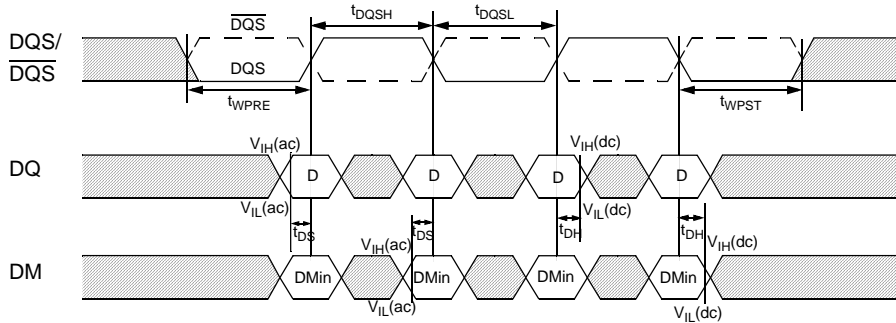 DQS/
DQS
DQS
DQS
tDQSH
tDQSL
tWPRE
tWPST
DQ
VIH(ac)
VIL(ac)
D
D
D
D
VIH(dc)
VIL(dc)
tDS
tDS
tDH
tDH
DM
VIH(ac)
VIL(ac)
DMin
DMin
DMin
DMin
VIH(dc)
VIL(dc)